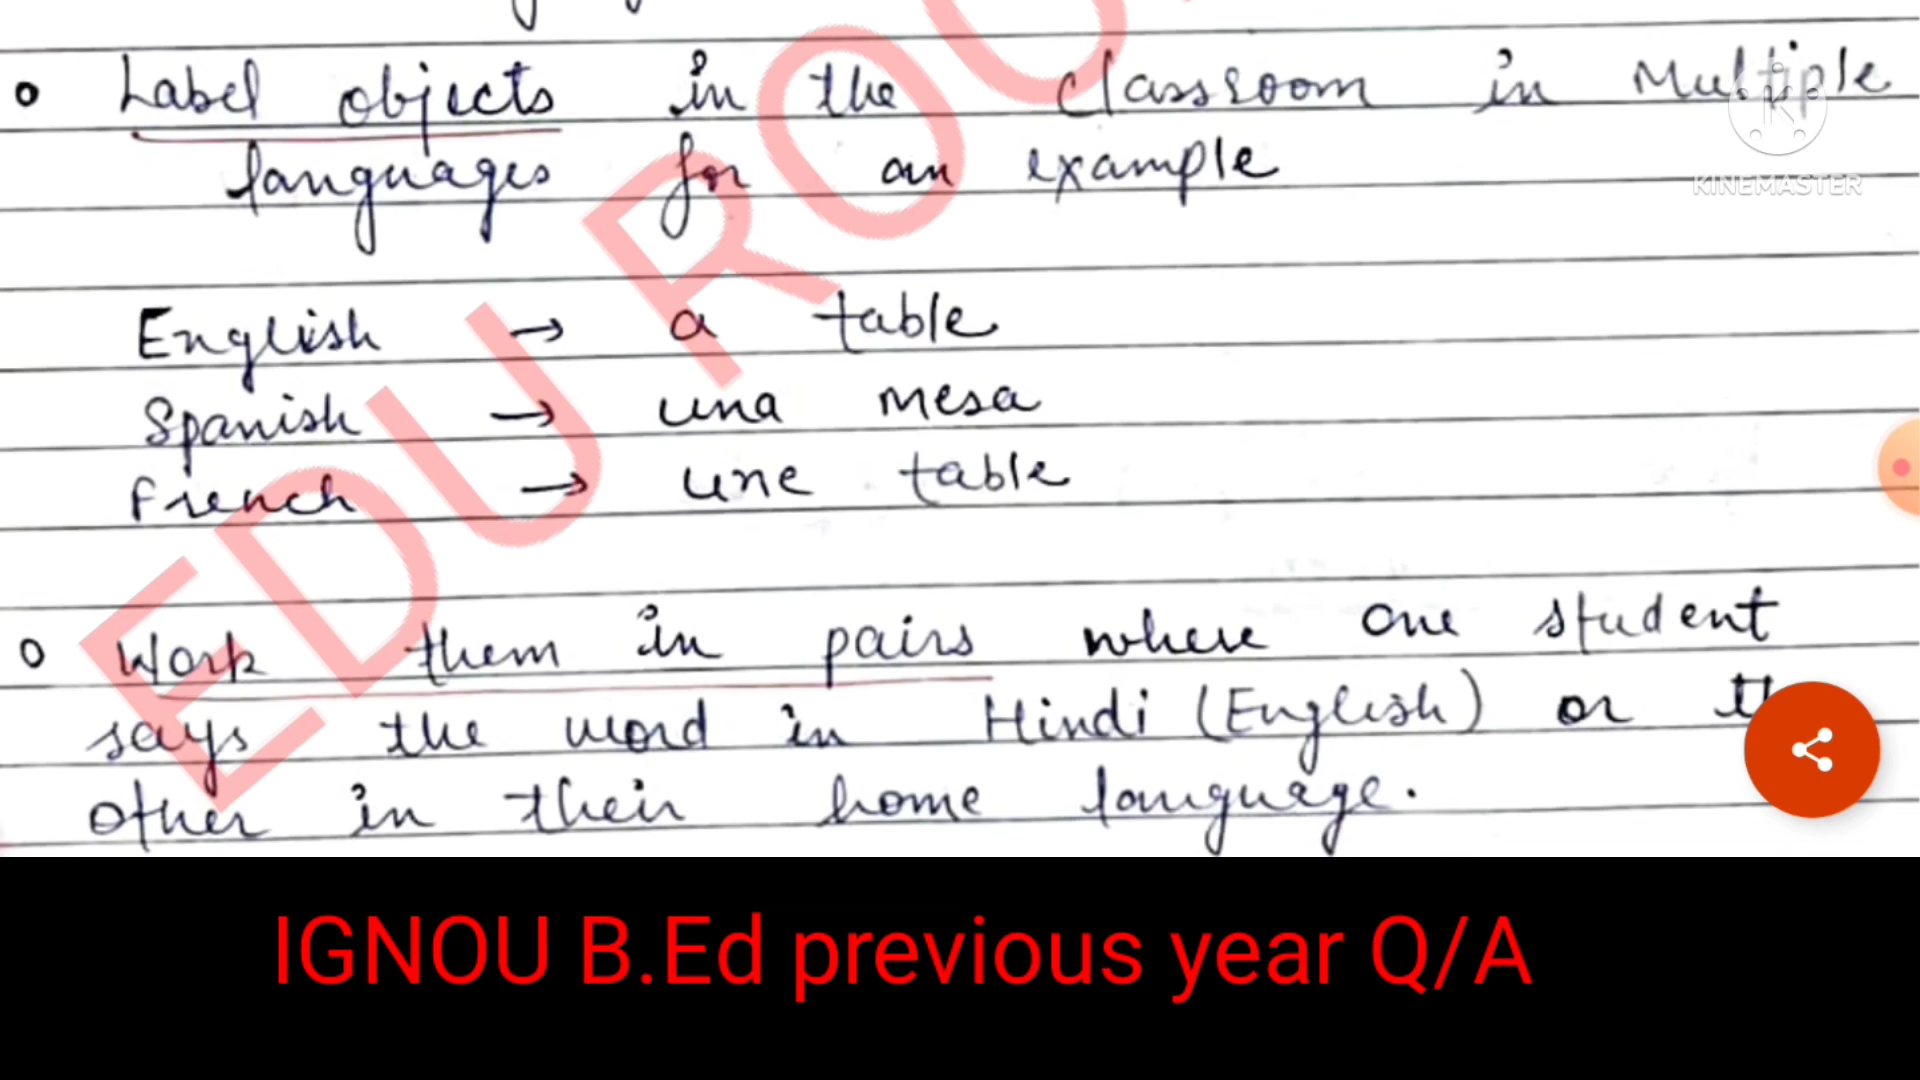 Label objects in the classroom in Multiple
languages for an example
English → a table
Spanish → una mesa
French → une table
Work them in pairs where one student
says the word in Hindi (English) or
other in their home language.
EDU ROU
KINEMASTER
IGNOU B.Ed previous year Q/A